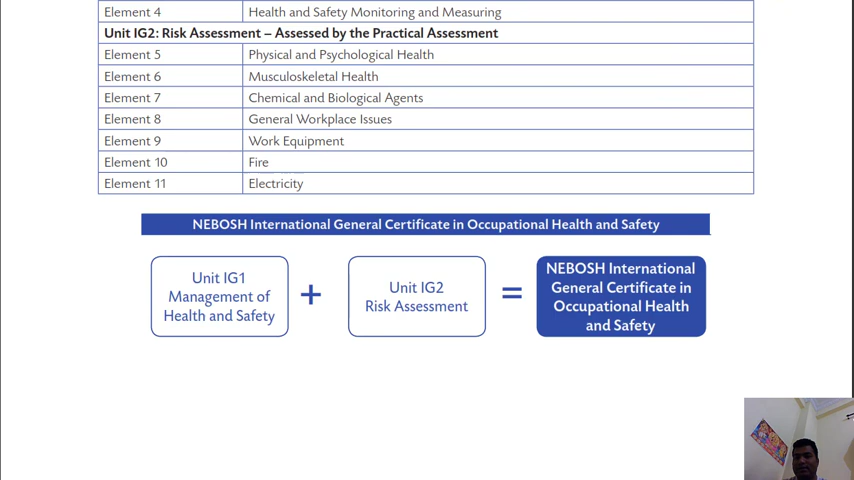 Element 4 Health and Safety Monitoring and Measuring
Unit IG2: Risk Assessment – Assessed by the Practical Assessment
Element 5 Physical and Psychological Health
Element 6 Musculoskeletal Health
Element 7 Chemical and Biological Agents
Element 8 General Workplace Issues
Element 9 Work Equipment
Element 10 Fire
Element 11 Electricity
NEBOSH International General Certificate in Occupational Health and Safety
Unit IG1
Management of
Health and Safety
+
Unit IG2
Risk Assessment
=
NEBOSH International
General Certificate in
Occupational Health
and Safety